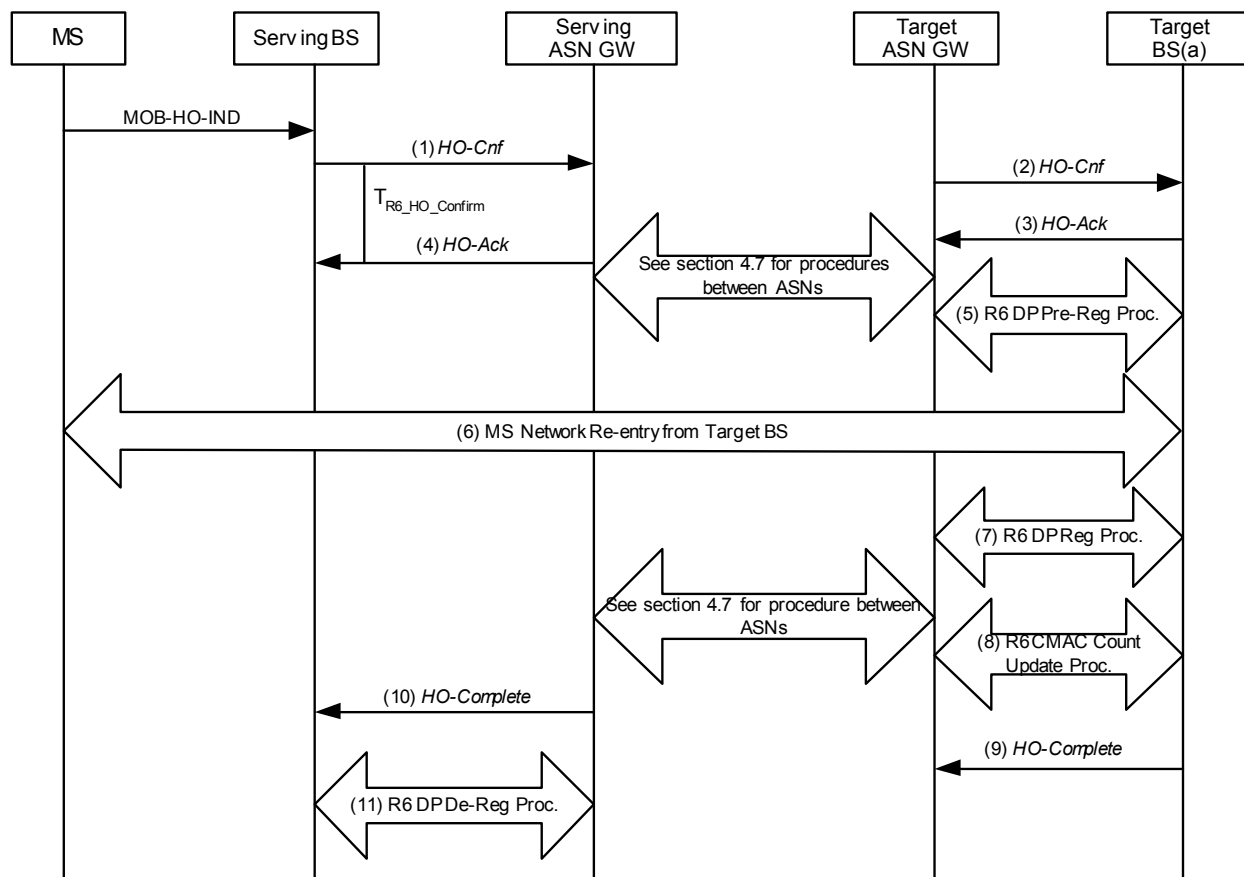 MS
Serving BS
Serving
ASN GW
Target
ASN GW
Target
BS(a)
MOB-HO-IND
(1) HO-Cnf
(2) HO-Cnf
T_R6_HO_Confirm
(3) HO-Ack
(4) HO-Ack
See section 4.7 for procedures
between ASNs
(5) R6 DP Pre-Reg Proc.
(6) MS Network Re-entry from Target BS
(7) R6 DP Reg Proc.
See section 4.7 for procedure between
ASNs
(8) R6 CMAC Count
Update Proc.
(10) HO-Complete
(9) HO-Complete
(11) R6 DP De-Reg Proc.